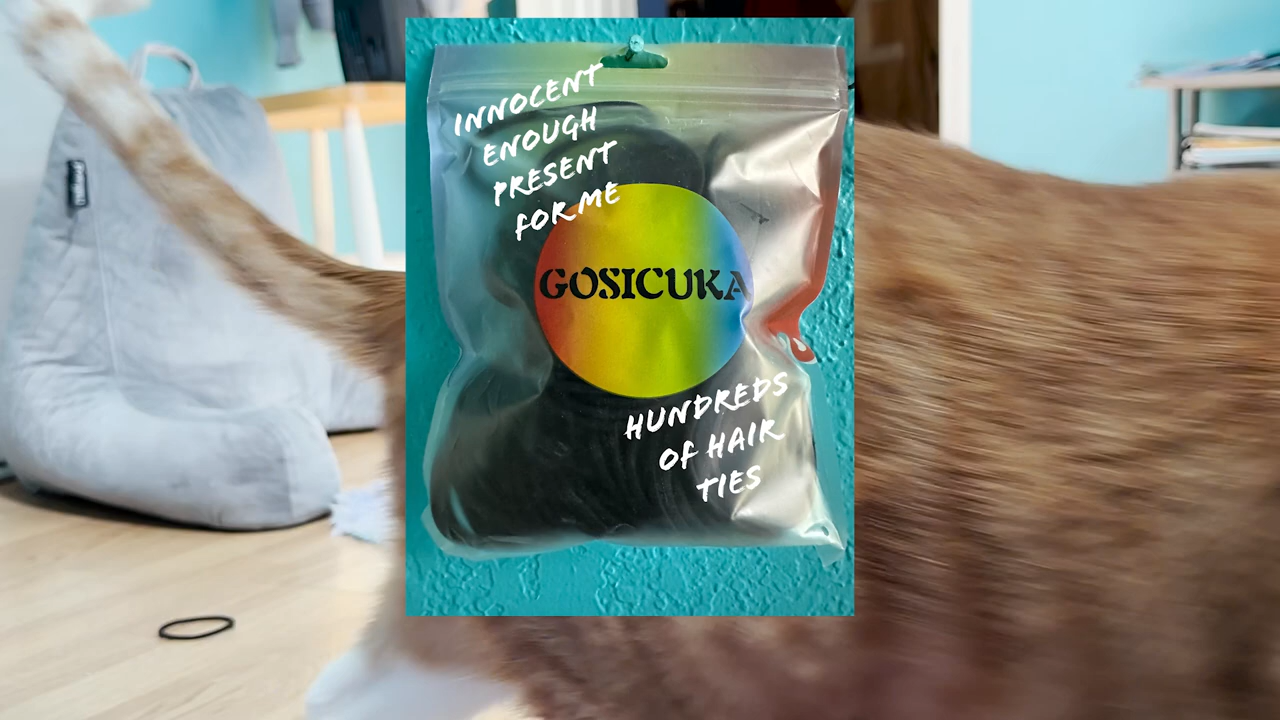 INNOCENT
ENOUGH
PRESENT
FOR ME
GOSICUKA
HUNDREDS
OF HAIR
TIES